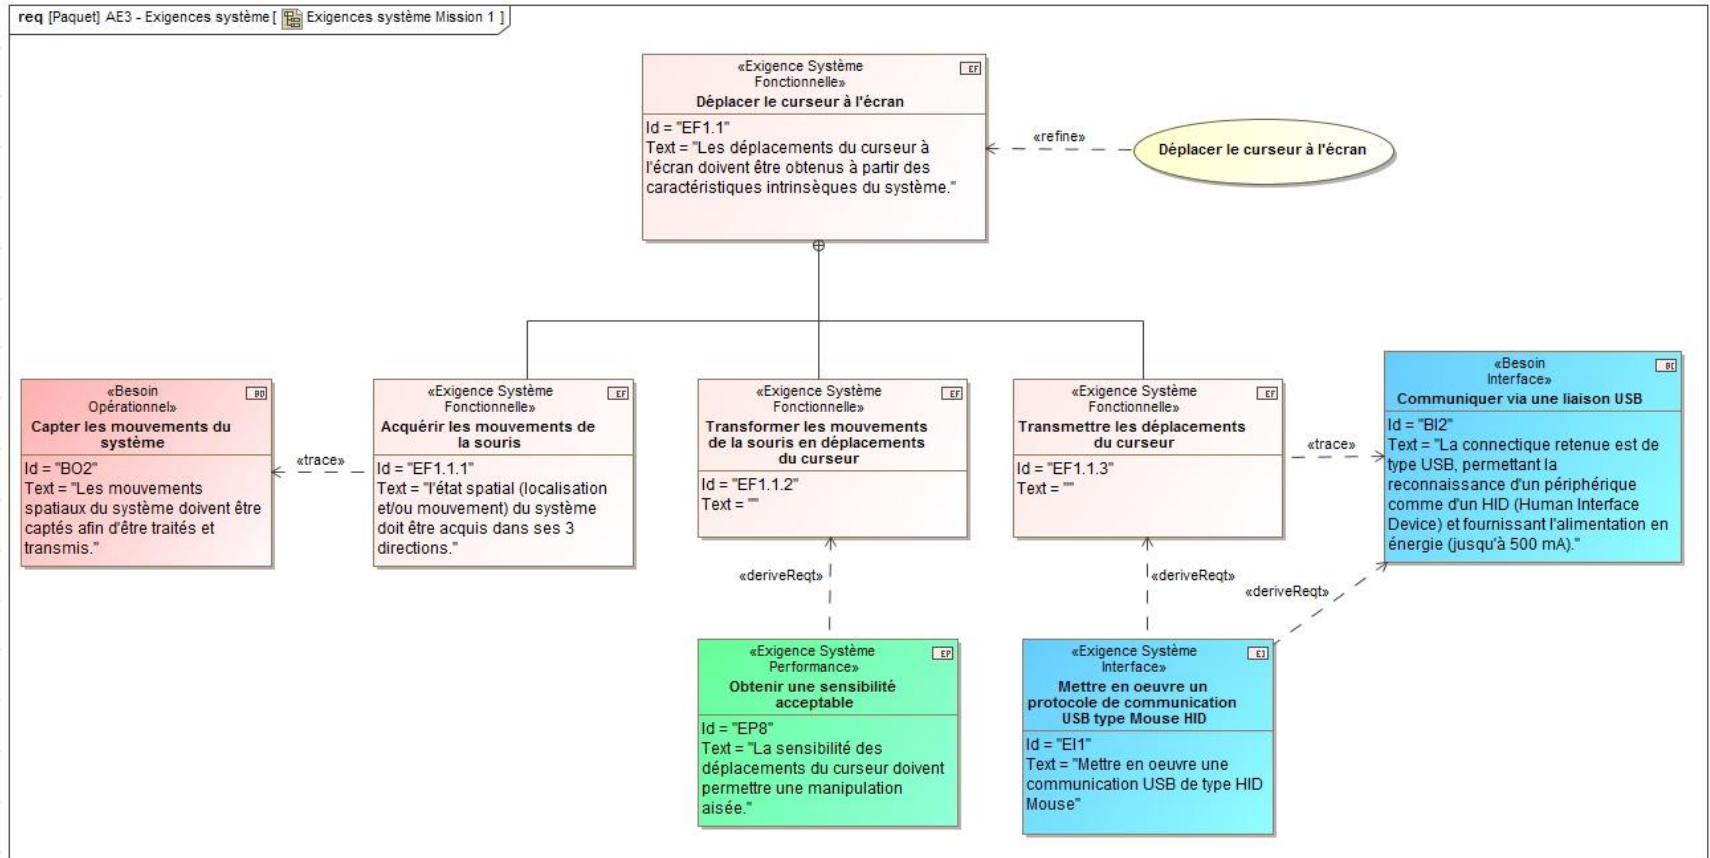 req [Paquet] AE3 - Exigences système [ Exigences système Mission 1 ]
«Exigence Système
Fonctionnelle»
EF
Déplacer le curseur à l'écran
Id = "EF1.1"
Text = "Les déplacements du curseur à
l'écran doivent être obtenus à partir des
caractéristiques intrinsèques du système."
«refine»
Déplacer le curseur à l'écran
«Besoin
Opérationnel»
BO
Capter les mouvements du
système
Id = "BO2"
Text = "Les mouvements
spatiaux du système doivent être
captés afin d'être traités et
transmis."
«trace»
«Exigence Système
Fonctionnelle»
EF
Acquérir les mouvements de
la souris
Id = "EF1.1.1"
Text = "l'état spatial (localisation
et/ou mouvement) du système
doit être acquis dans ses 3
directions."
«Exigence Système
Fonctionnelle»
EF
Transformer les mouvements
de la souris en déplacements
du curseur
Id = "EF1.1.2"
Text = ""
«Exigence Système
Fonctionnelle»
EF
Transmettre les déplacements
du curseur
Id = "EF1.1.3"
Text = ""
«trace»
«Besoin
Interface»
BI
Communiquer via une liaison USB
Id = "BI2"
Text = "La connectique retenue est de
type USB, permettant la
reconnaissance d'un périphérique
comme d'un HID (Human Interface
Device) et fournissant l'alimentation en
énergie (jusqu'à 500 mA)."
«deriveReqt»
«deriveReqt»
«deriveReqt»
«Exigence Système
Performance»
EP
Obtenir une sensibilité
acceptable
Id = "EP8"
Text = "La sensibilité des
déplacements du curseur doivent
permettre une manipulation
aisée."
«Exigence Système
Interface»
EI
Mettre en oeuvre un
protocole de communication
USB type Mouse HID
Id = "EI1"
Text = "Mettre en oeuvre une
communication USB de type HID
Mouse"